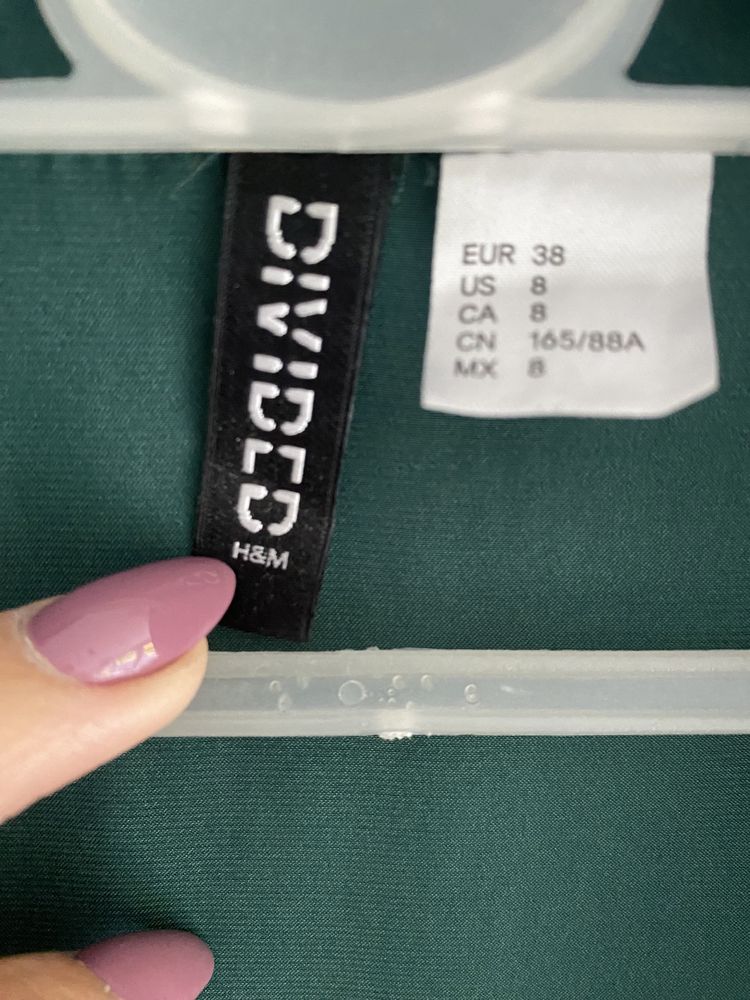 DIVIDED
H&M
EUR 38
US 8
CA 8
CN 165/88A
MX 8